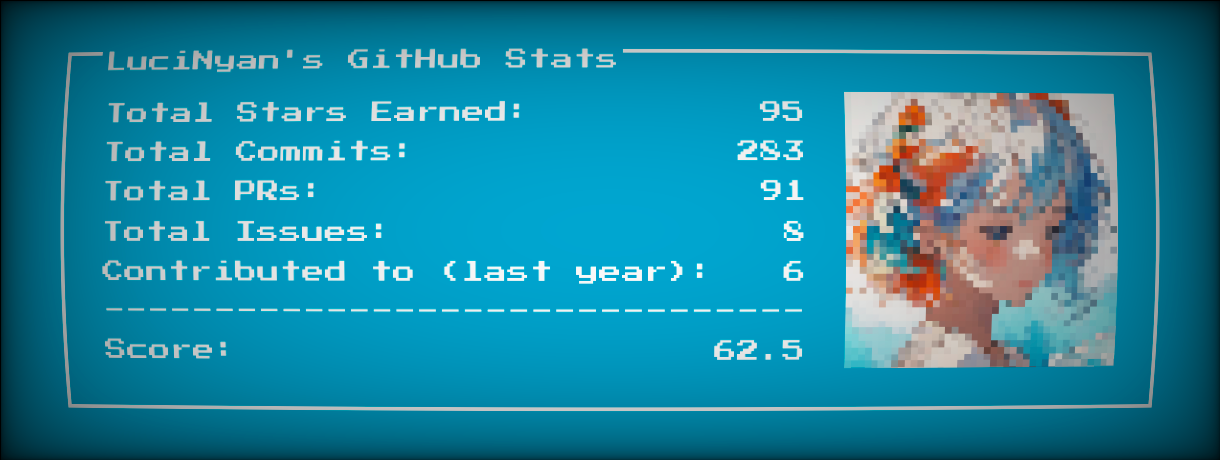 LuciNyan's GitHub Stats
Total Stars Earned: 95
Total Commits: 283
Total PRs: 91
Total Issues: 8
Contributed to (last year): 6
--------------------------------
Score: 62.5